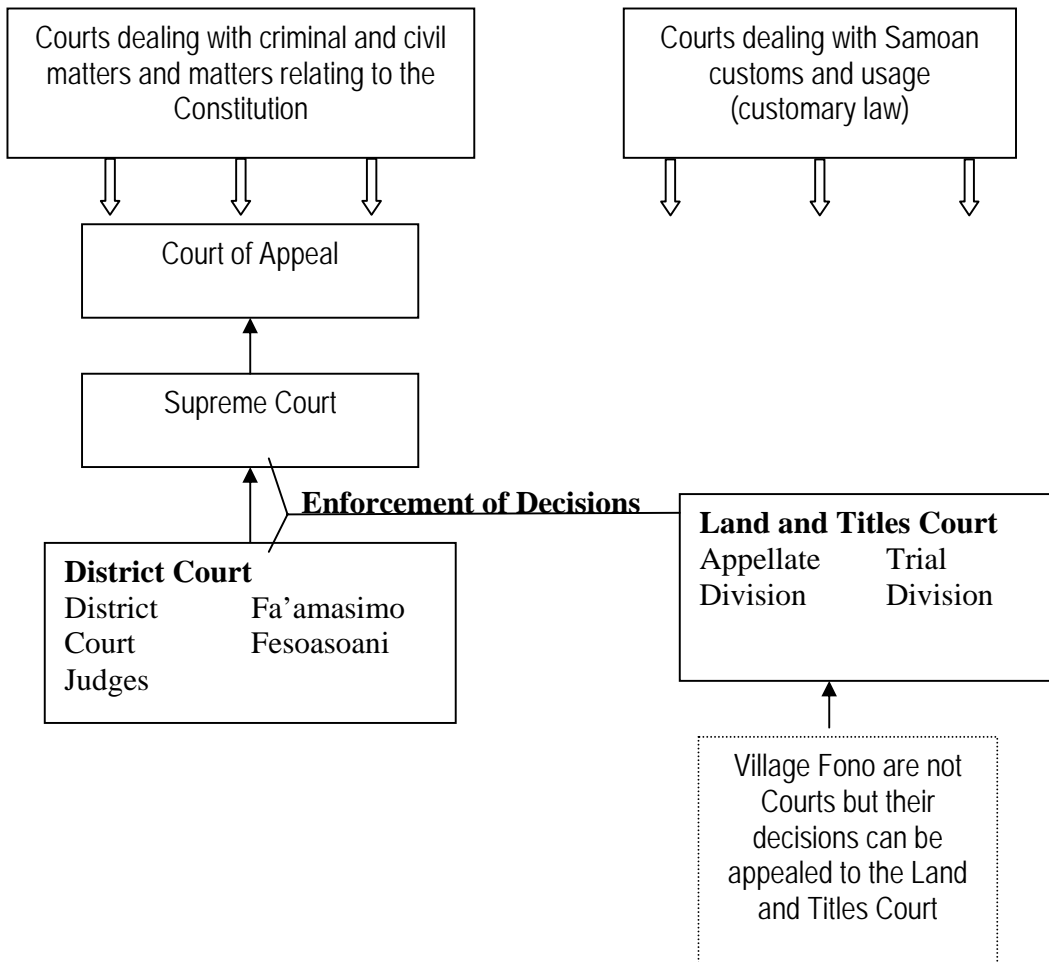 Courts dealing with criminal and civil
matters and matters relating to the
Constitution
Courts dealing with Samoan
customs and usage
(customary law)
Court of Appeal
Supreme Court
Enforcement of Decisions
District Court
District Fa’amasimo
Court Fesoasoani
Judges
Land and Titles Court
Appellate Trial
Division Division
Village Fono are not
Courts but their
decisions can be
appealed to the Land
and Titles Court